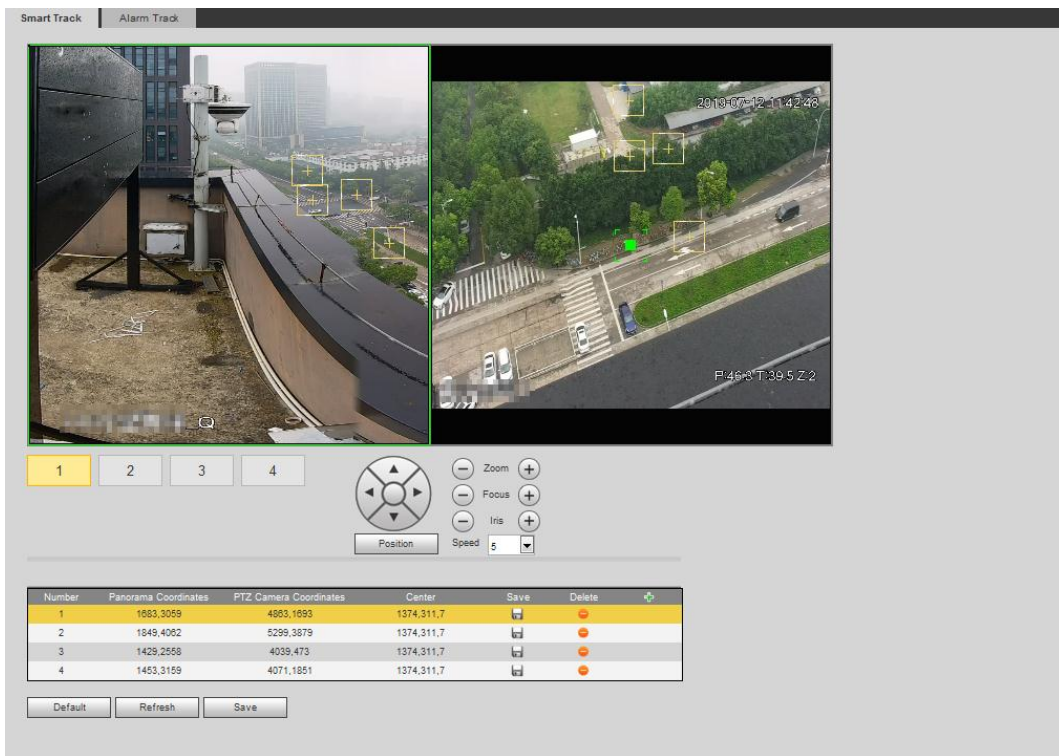 Smart Track Alarm Track
2019-07-12 11:42:48
P:46.3 T:39.5 Z:2
1 2 3 4
Zoom
Focus
Iris
Position Speed 5
Number Panorama Coordinates PTZ Camera Coordinates Center Save Delete
1 1683,3059 4863,1693 1374,311,7
2 1849,4062 5299,3879 1374,311,7
3 1429,2558 4039,473 1374,311,7
4 1453,3159 4071,1851 1374,311,7
Default Refresh Save